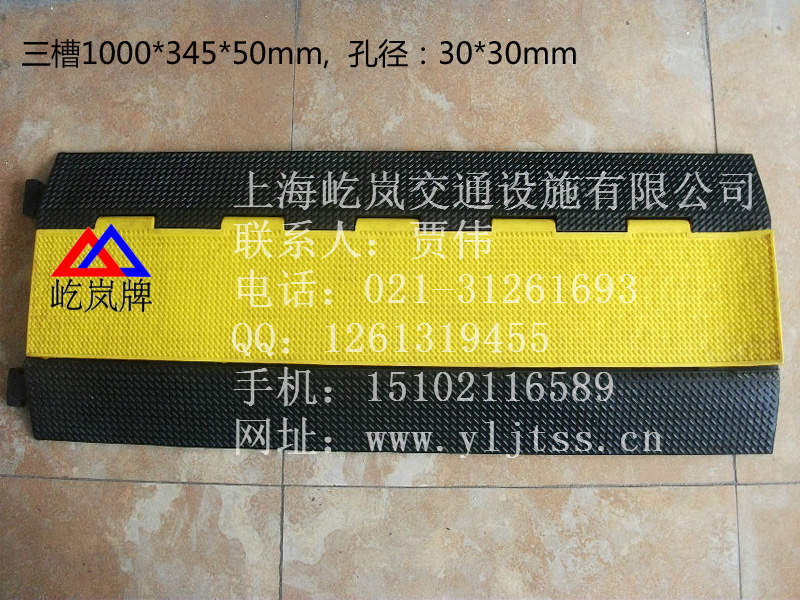 三槽1000*345*50mm, 孔径：30*30mm
上海屹岚交通设施有限公司
联系人：贾伟
电话：021-31261693
QQ：1261319455
手机：15102116589
网址：www.yljtss.cn
屹岚牌